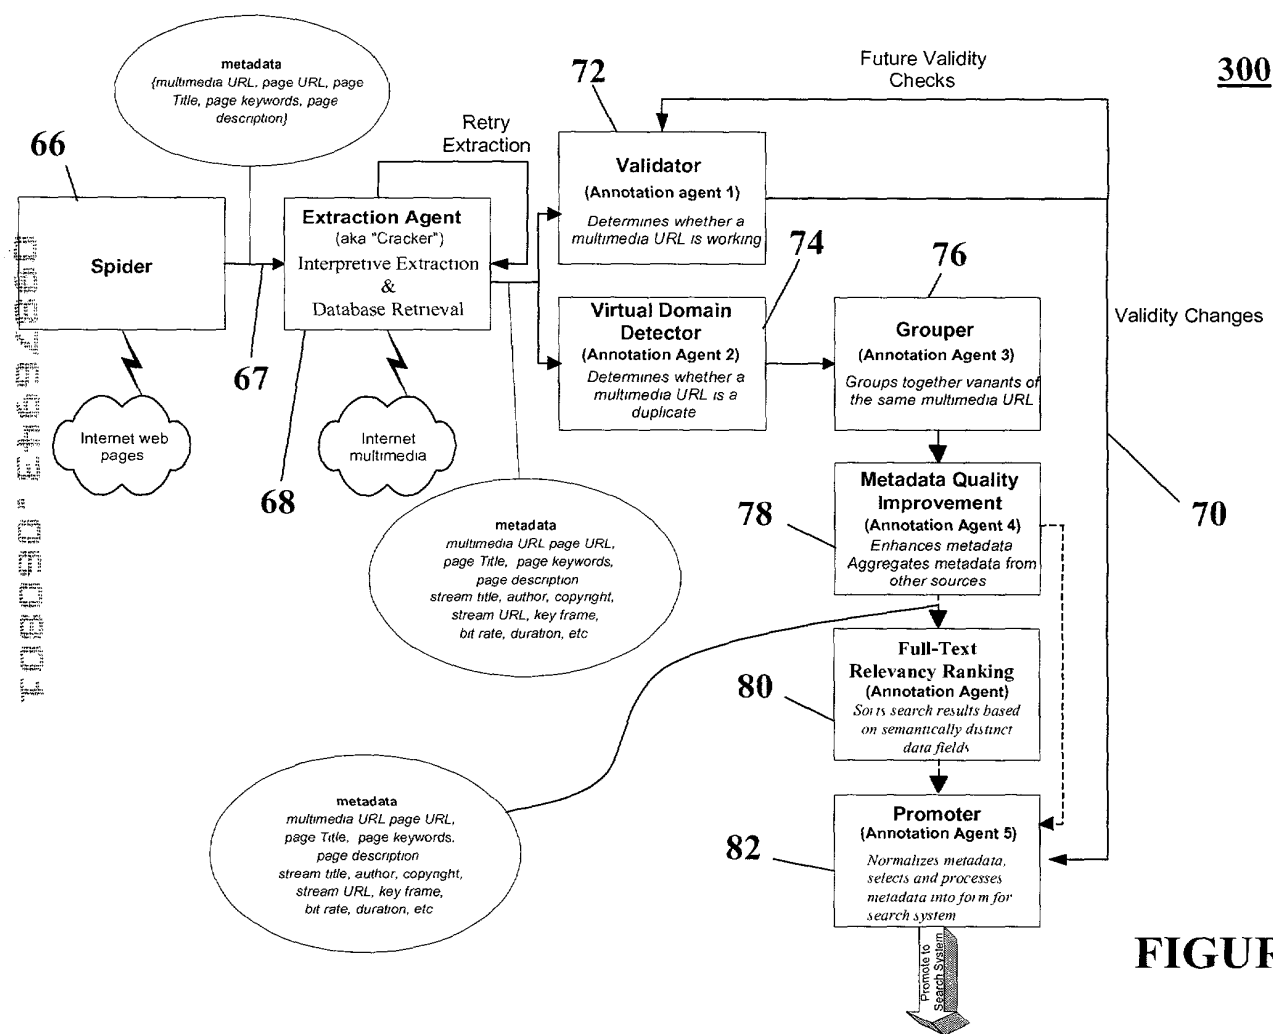 metadata
{multimedia URL, page URL, page
Title, page keywords, page
description}
Future Validity
Checks
300
72
Retry
Extraction
66
Validator
(Annotation agent 1)
Determines whether a
multimedia URL is working
Extraction Agent
(aka "Cracker")
Interpretive Extraction
&
Database Retrieval
Spider
74
76
Virtual Domain
Detector
(Annotation Agent 2)
Determines whether a
multimedia URL is a
duplicate
Grouper
(Annotation Agent 3)
Groups together variants of
the same multimedia URL
Validity Changes
67
Internet web
pages
Internet
multimedia
68
Metadata Quality
Improvement
(Annotation Agent 4)
Enhances metadata
Aggregates metadata from
other sources
78
70
metadata
multimedia URL page URL,
page Title, page keywords,
page description
stream title, author, copyright,
stream URL, key frame,
bit rate, duration, etc
Full-Text
Relevancy Ranking
(Annotation Agent)
Sorts search results based
on semantically distinct
data fields
80
metadata
multimedia URL page URL,
page Title, page keywords.
page description
stream title, author, copyright,
stream URL, key frame,
bit rate, duration, etc
Promoter
(Annotation Agent 5)
Normalizes metadata,
selects and processes
metadata into form for
search system
82
Promote to
Search System
FIGUR